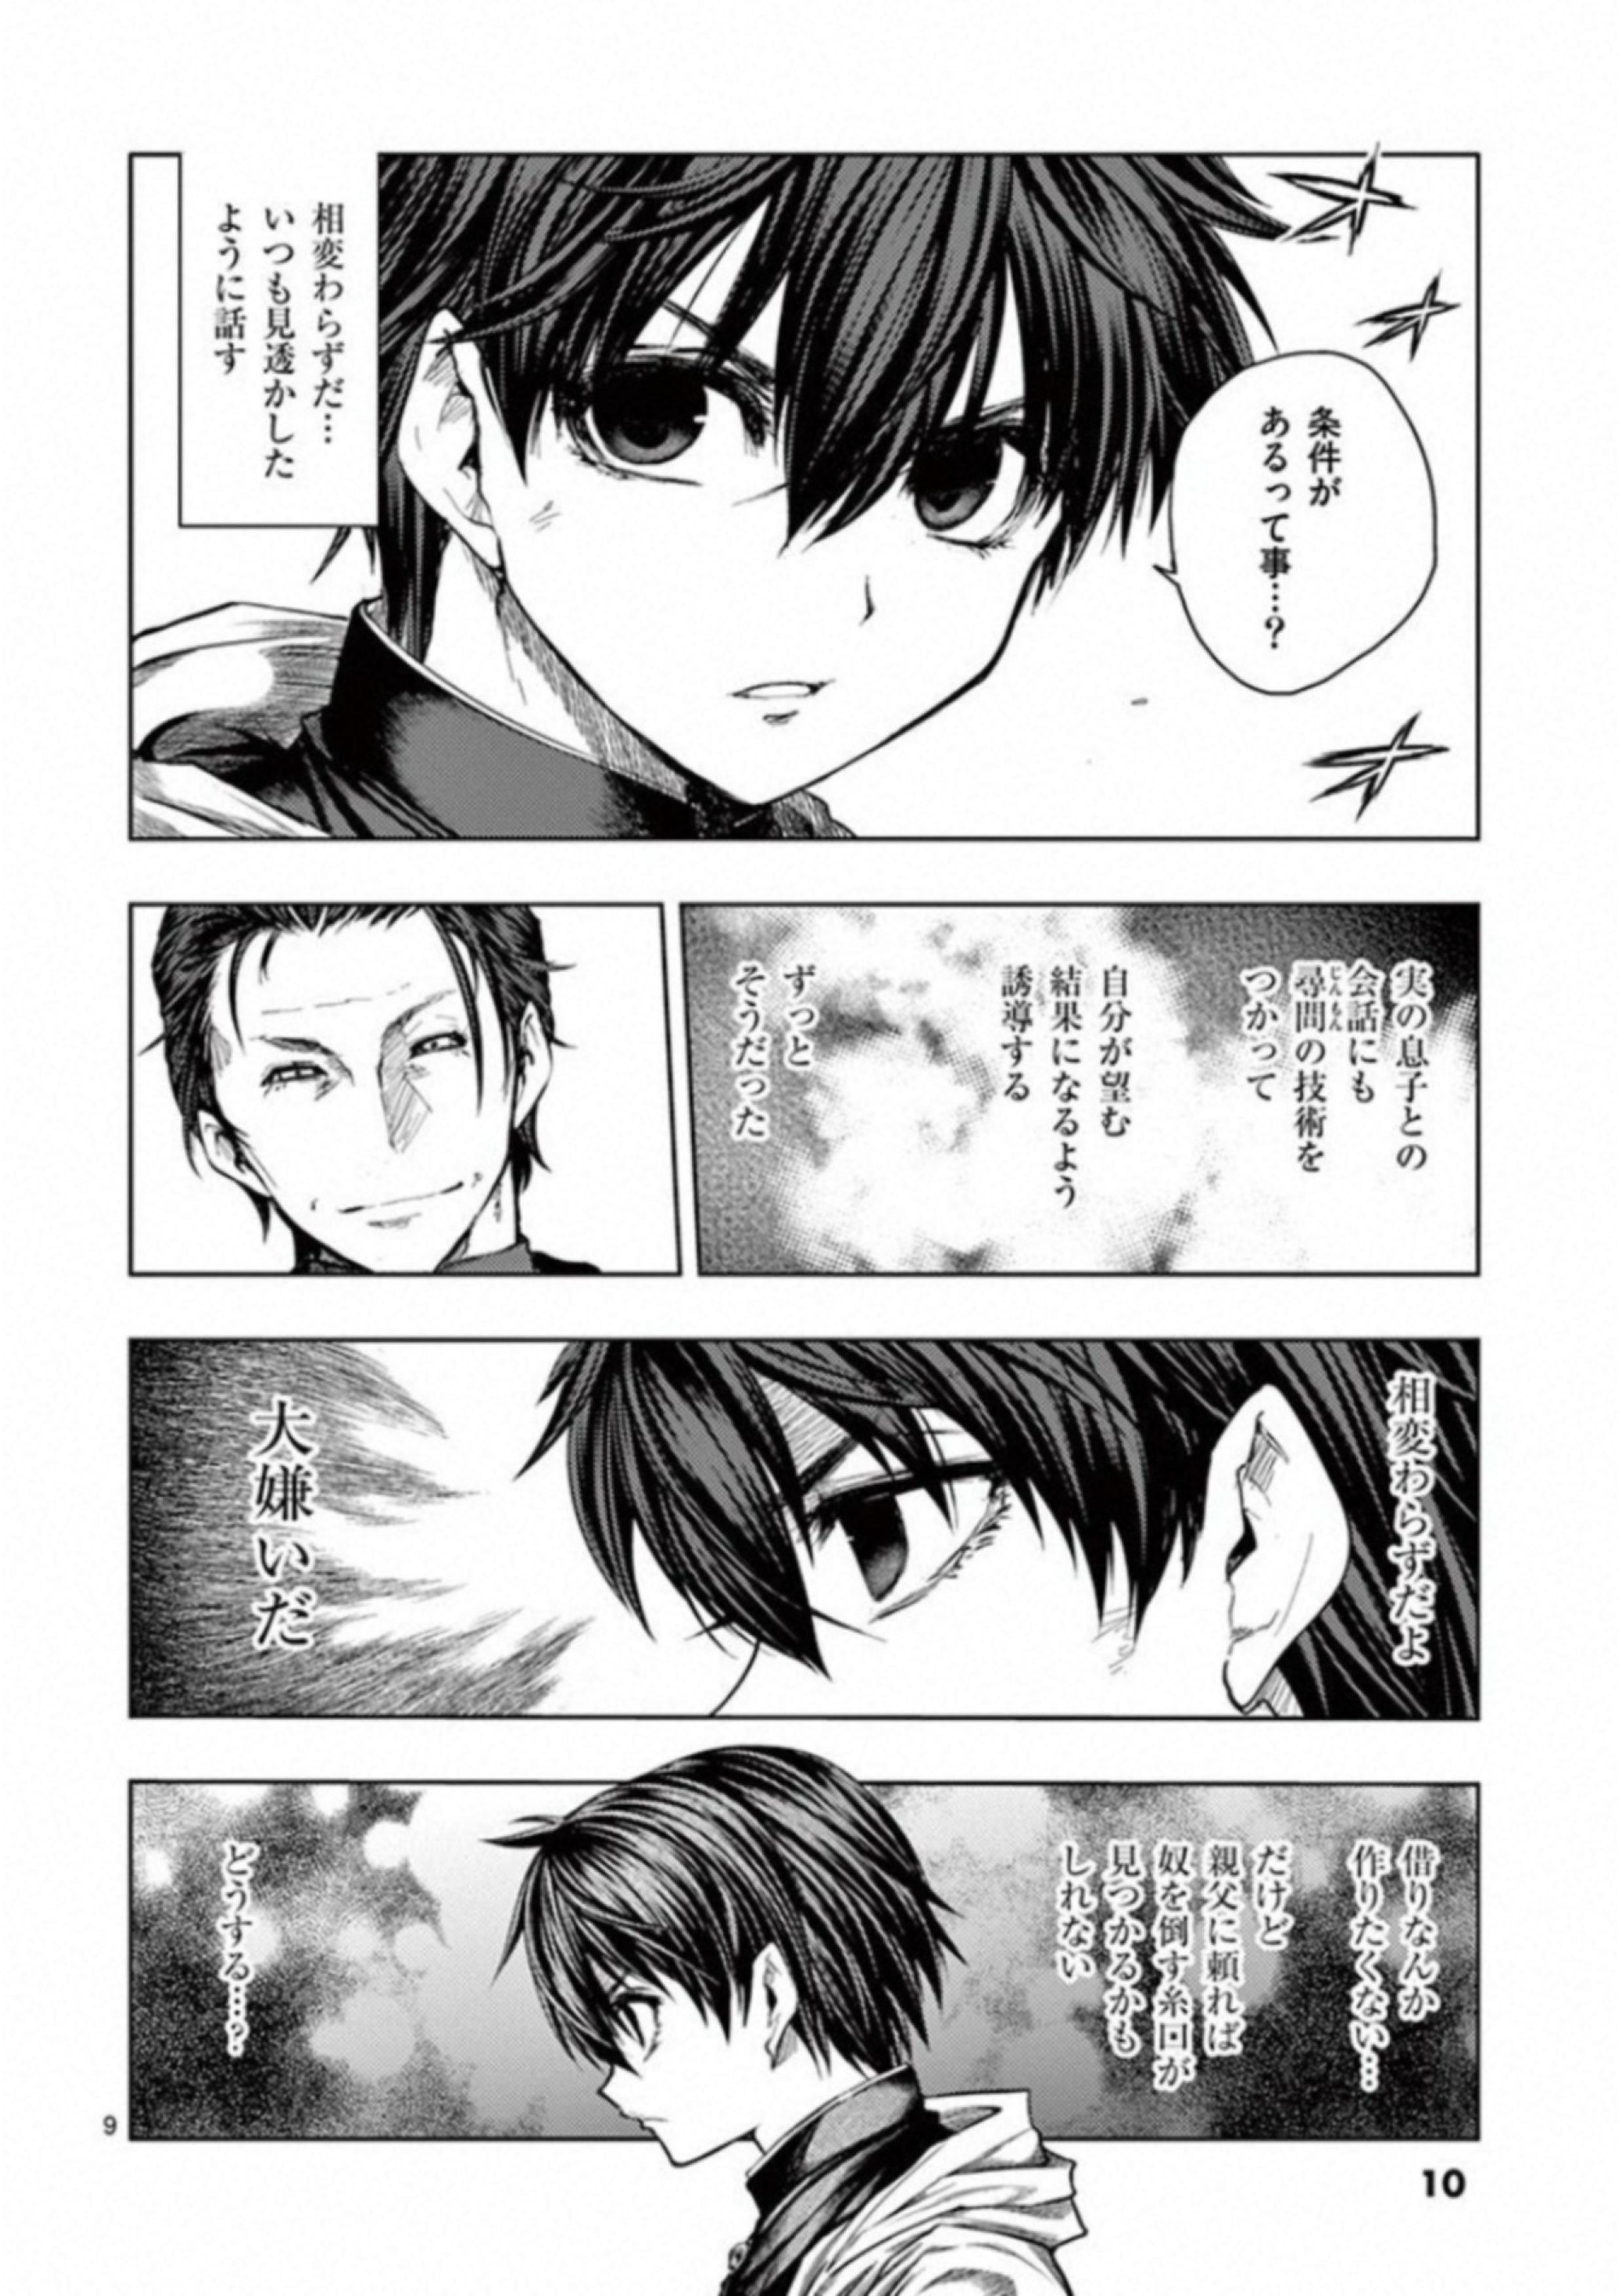 条件が
あるって事…?
相変わらずだ…
いつも見透かした
ように話す
実の息子との
会話にも
尋問の技術を
じんもん
つかって
自分が望む
結果になるよう
誘導する
ずっと
そうだった
相変わらずだよ
大嫌いだ
借りなんか
作りたくない…
だけど
親父に頼れば
奴を倒す糸口が
見つかるかも
しれない
どうする…?
9
10